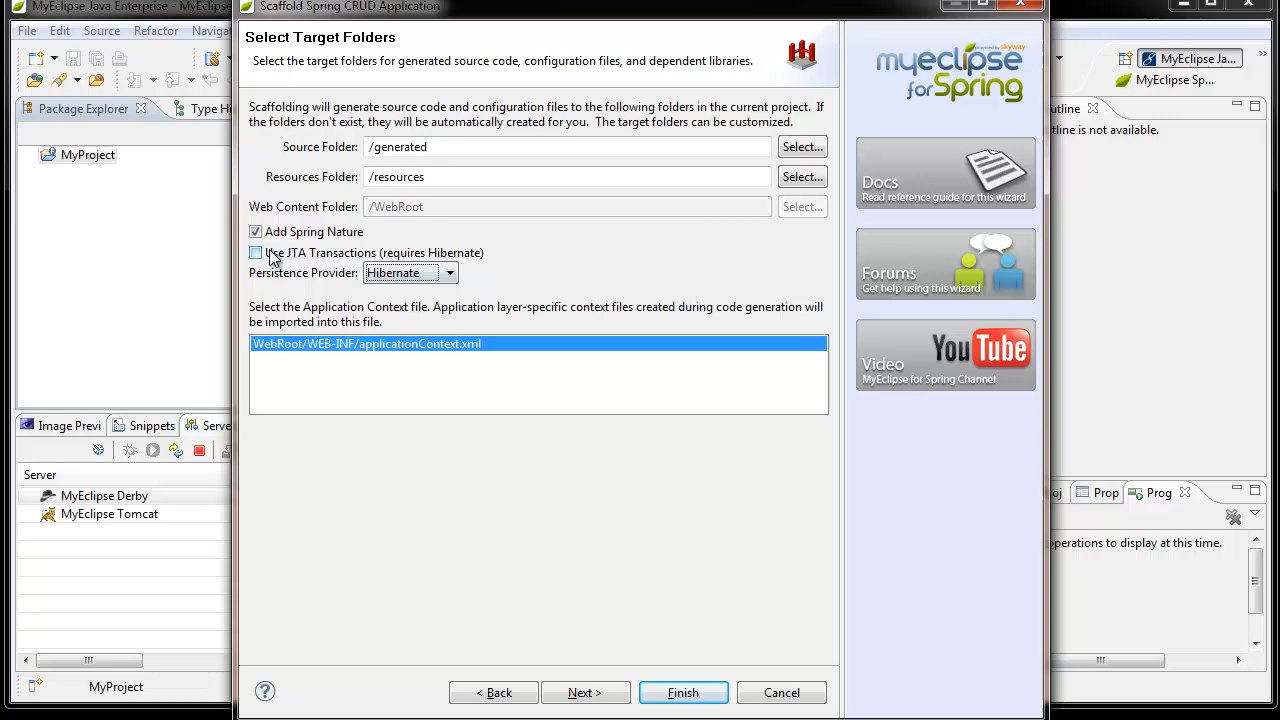 MyEclipse Java Enterprise - MyEclipse
Scaffold Spring CRUD Application
File Edit Source Refactor Naviga
MyEclipse Ja...
MyEclipse Sp...
Package Explorer
Type Hi
MyProject
Select Target Folders
Select the target folders for generated source code, configuration files, and dependent libraries.
Scaffolding will generate source code and configuration files to the following folders in the current project. If
the folders don't exist, they will be automatically created for you. The target folders can be customized.
Source Folder: /generated Select...
Resources Folder: /resources Select...
Web Content Folder: /WebRoot Select...
Add Spring Nature
Use JTA Transactions (requires Hibernate)
Persistence Provider: Hibernate
Select the Application Context file. Application layer-specific context files created during code generation will
be imported into this file.
WebRoot/WEB-INF/applicationContext.xml
< Back Next > Finish Cancel
powered by skyway
myeclipse
for Spring
Docs
Read reference guide for this wizard
Forums
Get help using this wizard
YouTube
Video
MyEclipse for Spring Channel
utline
tline is not available.
Image Previ Snippets Serve
Server
MyEclipse Derby
MyEclipse Tomcat
MyProject
oj Prop Prog
operations to display at this time.